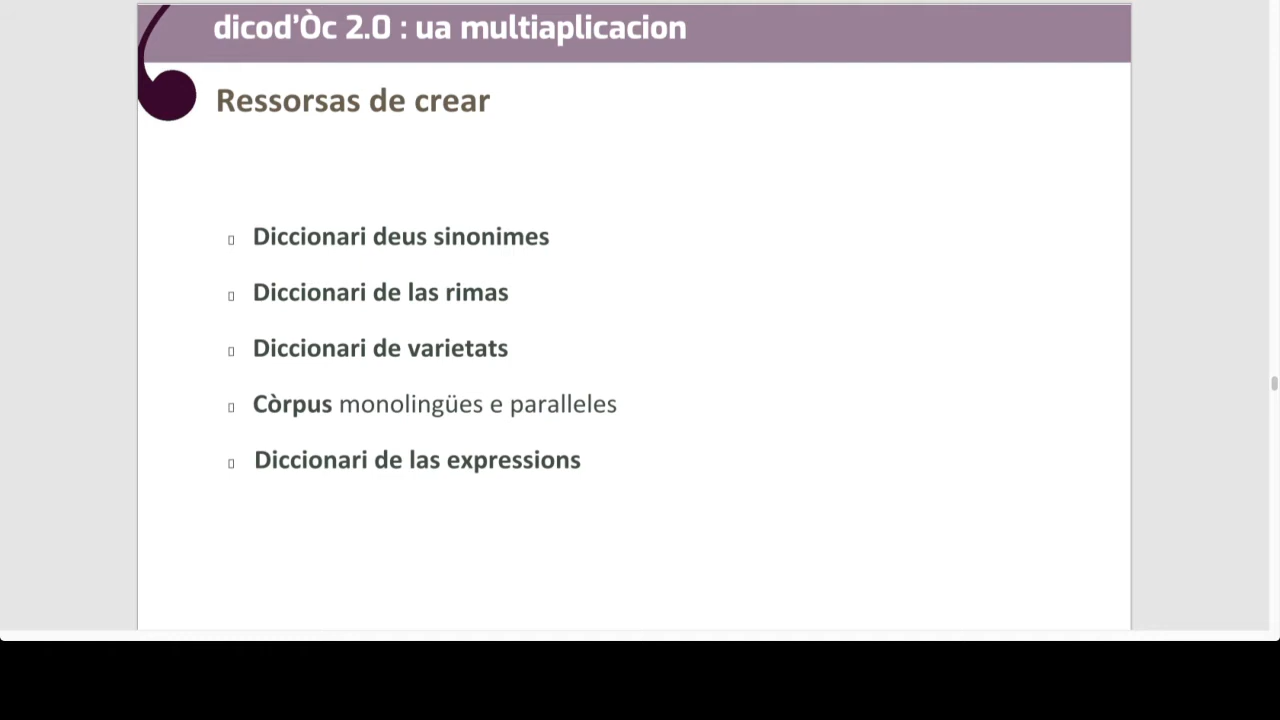 dicod'Òc 2.0 : ua multiaplicacion
Ressorsas de crear
Diccionari deus sinonimes
Diccionari de las rimas
Diccionari de varietats
Còrpus monolingües e paralleles
Diccionari de las expressions